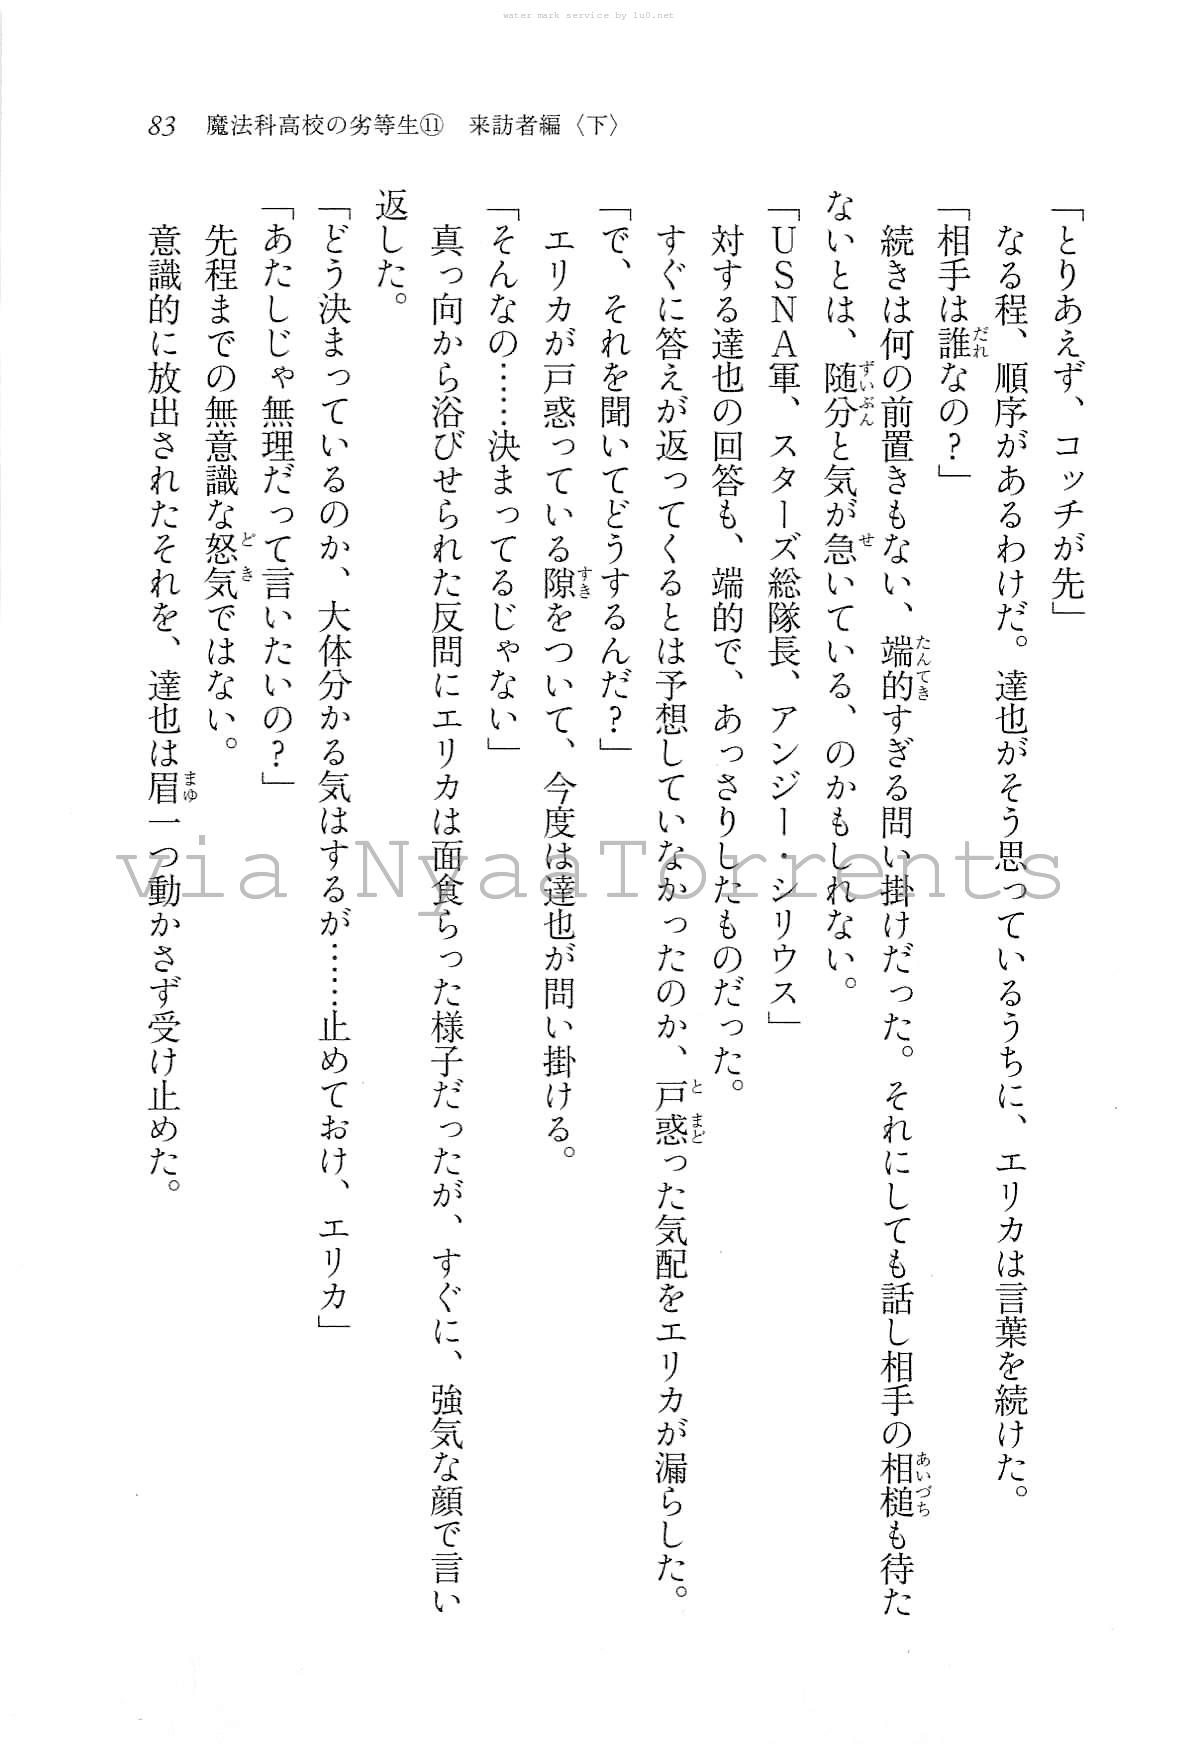 water mark service by lu0.net
83　魔法科高校の劣等生⑪　来訪者編〈下〉
「とりあえず、コッチが先」
なる程、順序があるわけだ。達也がそう思っているうちに、エリカは言葉を続けた。
「相手は誰なの？」
続きは何の前置きもない、端的すぎる問い掛けだった。それにしても話し相手の相槌も待た
ないとは、随分と気が急いている、のかもしれない。
「ＵＳＮＡ軍、スターズ総隊長、アンジー・シリウス」
対する達也の回答も、端的で、あっさりしたものだった。
すぐに答えが返ってくるとは予想していなかったのか、戸惑った気配をエリカが漏らした。
「で、それを聞いてどうするんだ？」
エリカが戸惑っている隙をついて、今度は達也が問い掛ける。
「そんなの……決まってるじゃない」
真っ向から浴びせられた反問にエリカは面食らった様子だったが、すぐに、強気な顔で言い
返した。
「どう決まっているのか、大体分かる気はするが……止めておけ、エリカ」
「あたしじゃ無理だって言いたいの？」
先程までの無意識な怒気ではない。
意識的に放出されたそれを、達也は眉一つ動かさず受け止めた。
via NyaaTorrents